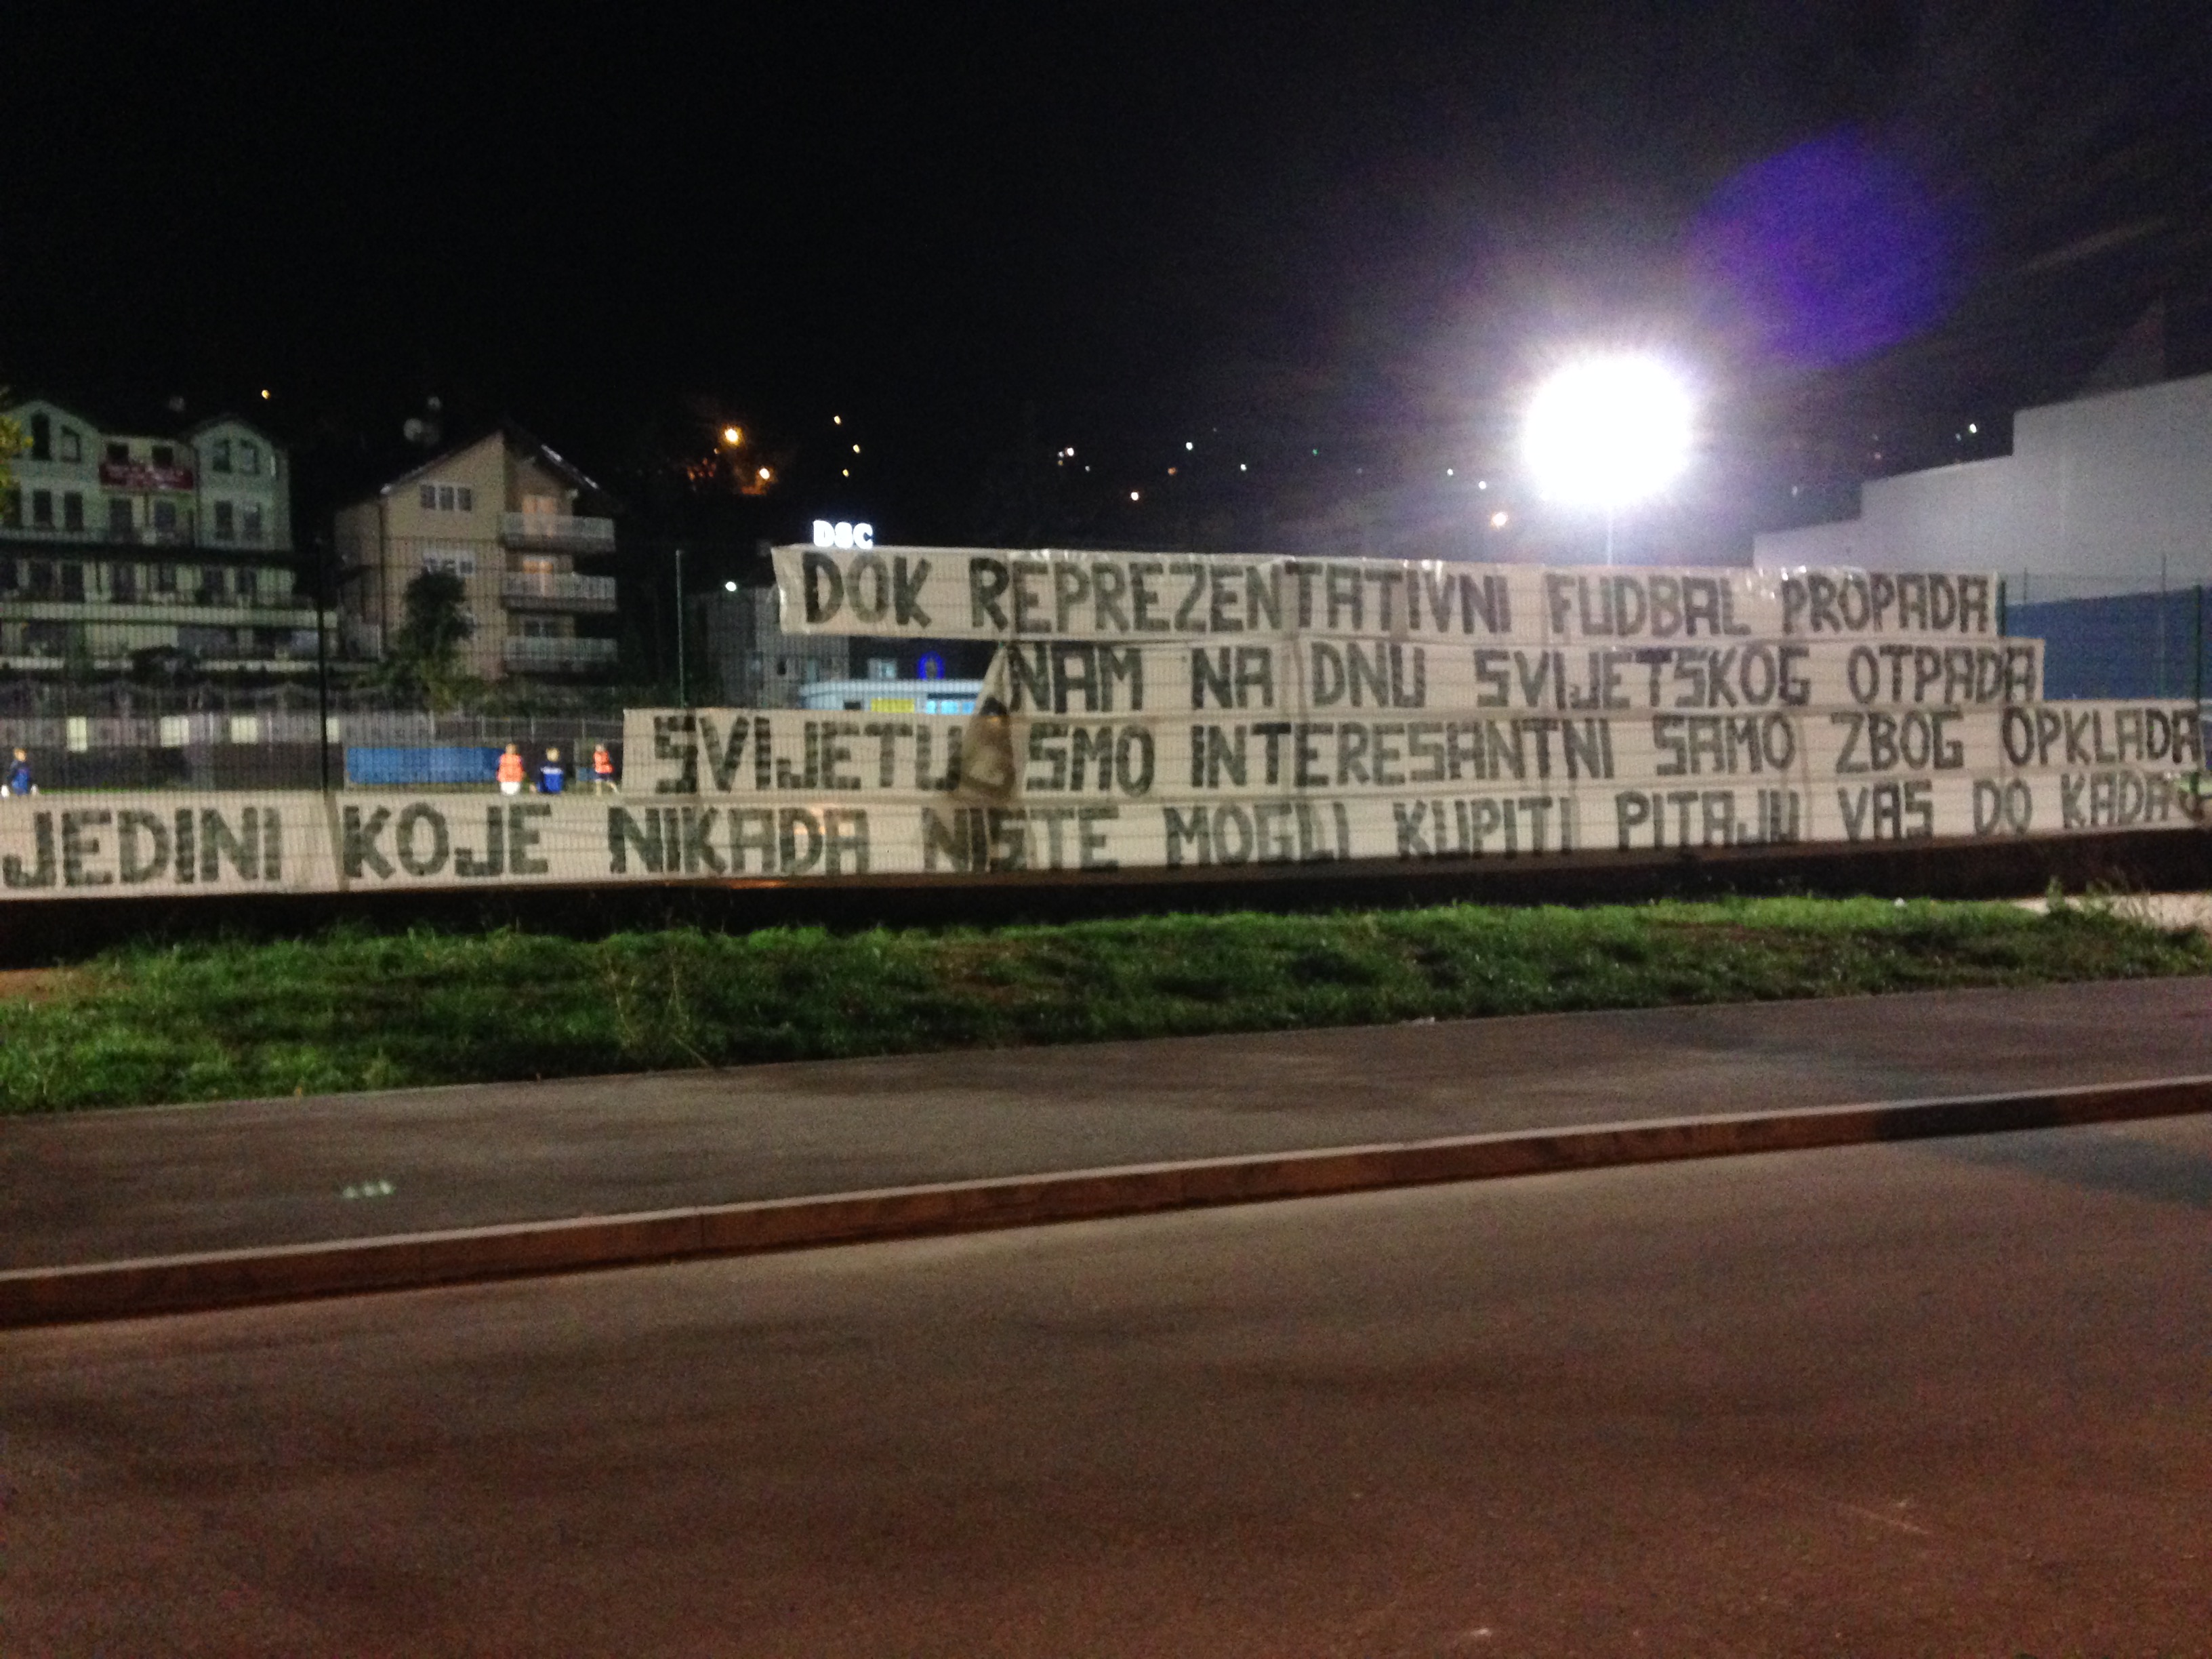 DSC
DOK REPREZENTATIVNI FUDBAL PROPADA
NAM NA DNU SVIJETSKOG OTPADA
SVIJETU SMO INTERESANTNI SAMO ZBOG OPKLADA
JEDINI KOJE NIKADA NISTE MOGLI KUPITI PITAJU VAS DO KADA